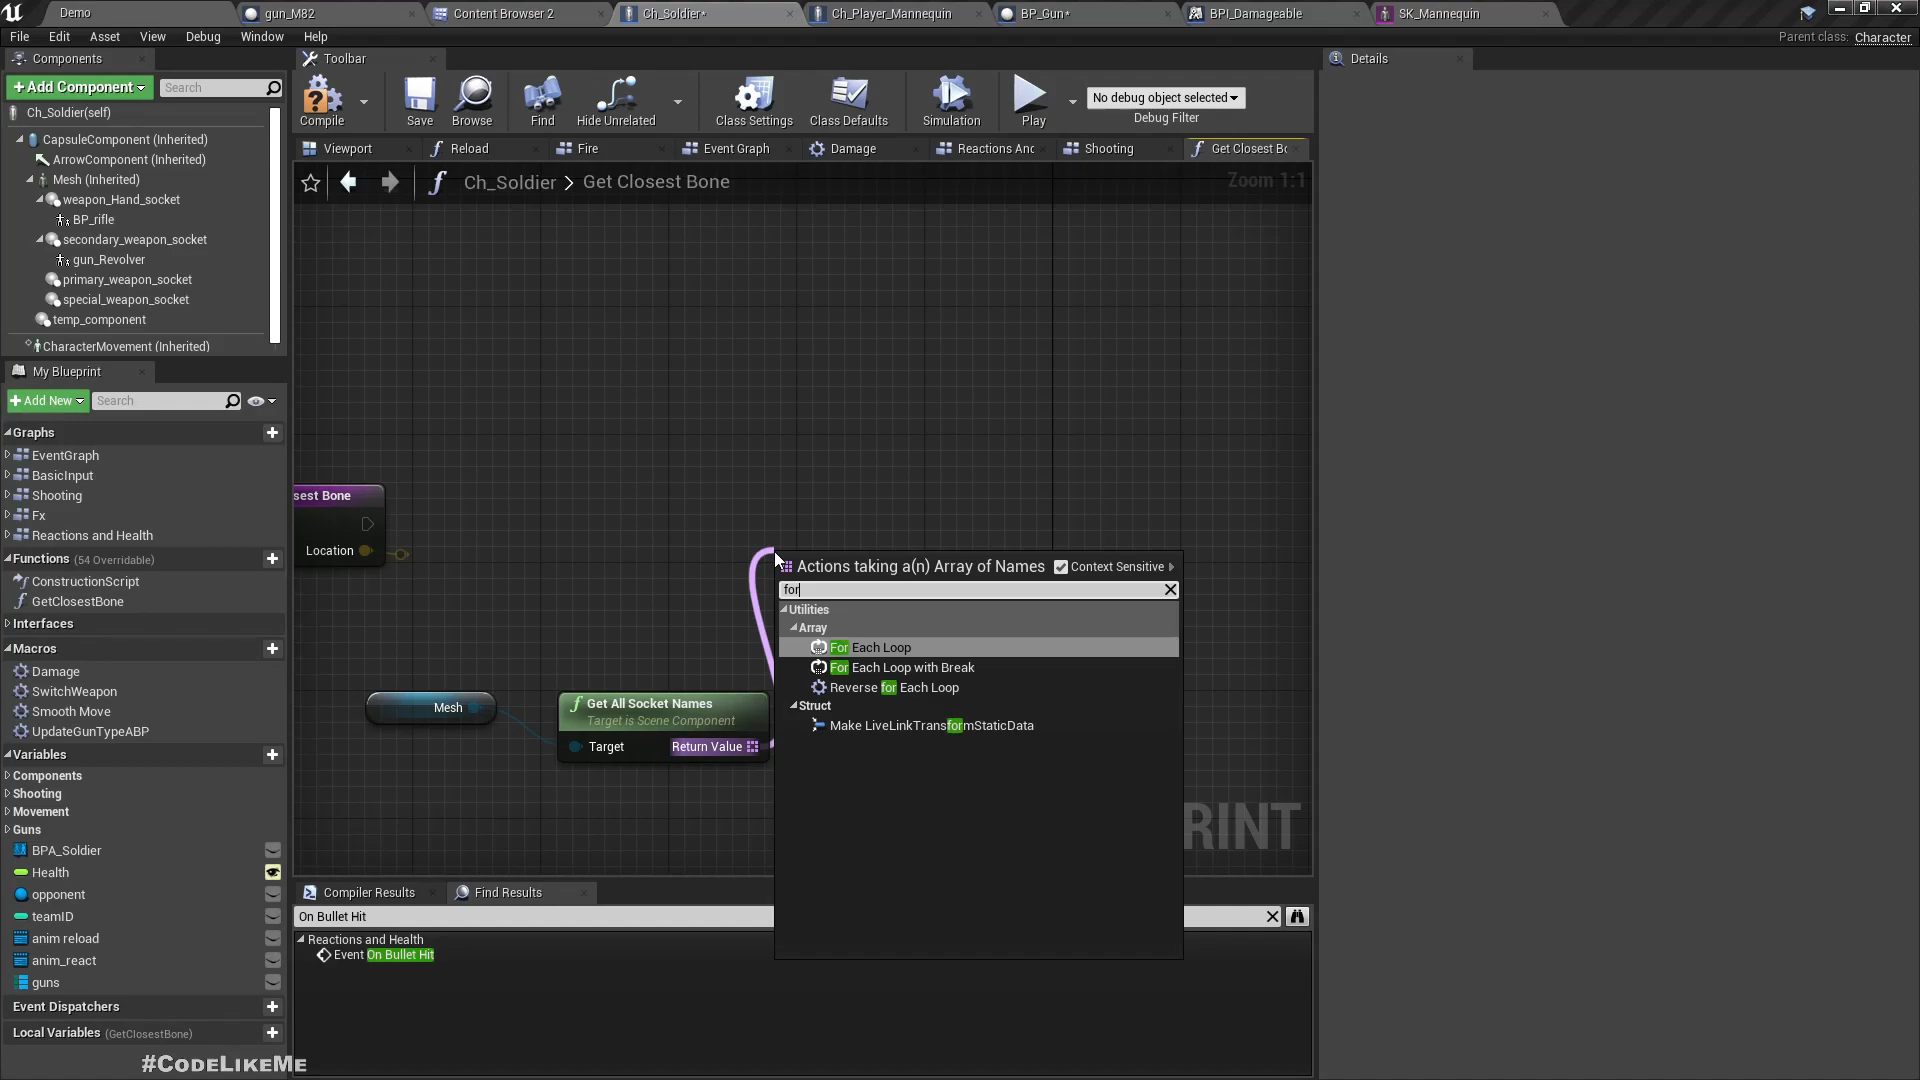 Demo
gun_M82
Content Browser 2
Ch_Soldier*
Ch_Player_Mannequin
BP_Gun*
BPI_Damageable
SK_Mannequin
File Edit Asset View Debug Window Help
Parent class: Character
Components
Toolbar
Details
+Add Component
Search
Compile
Save
Browse
Find
Hide Unrelated
Class Settings
Class Defaults
Simulation
Play
No debug object selected
Debug Filter
Ch_Soldier(self)
CapsuleComponent (Inherited)
ArrowComponent (Inherited)
Mesh (Inherited)
weapon_Hand_socket
BP_rifle
secondary_weapon_socket
gun_Revolver
primary_weapon_socket
special_weapon_socket
temp_component
CharacterMovement (Inherited)
Viewport
Reload
Fire
Event Graph
Damage
Reactions Anc
Shooting
Get Closest Bo
Ch_Soldier > Get Closest Bone
Zoom 1:1
My Blueprint
+Add New
Search
Graphs
EventGraph
BasicInput
Shooting
Fx
Reactions and Health
Functions (54 Overridable)
ConstructionScript
GetClosestBone
Interfaces
Macros
Damage
SwitchWeapon
Smooth Move
UpdateGunTypeABP
Variables
Components
Shooting
Movement
Guns
BPA_Soldier
Health
opponent
teamID
anim reload
anim_react
guns
Event Dispatchers
Local Variables (GetClosestBone)
#CodeLikeMe
sest Bone
Location
Mesh
Get All Socket Names
Target is Scene Component
Target
Return Value
Actions taking a(n) Array of Names
Context Sensitive
for
Utilities
Array
For Each Loop
For Each Loop with Break
Reverse for Each Loop
Struct
Make LiveLinkTransformStaticData
RINT
Compiler Results
Find Results
On Bullet Hit
Reactions and Health
Event On Bullet Hit